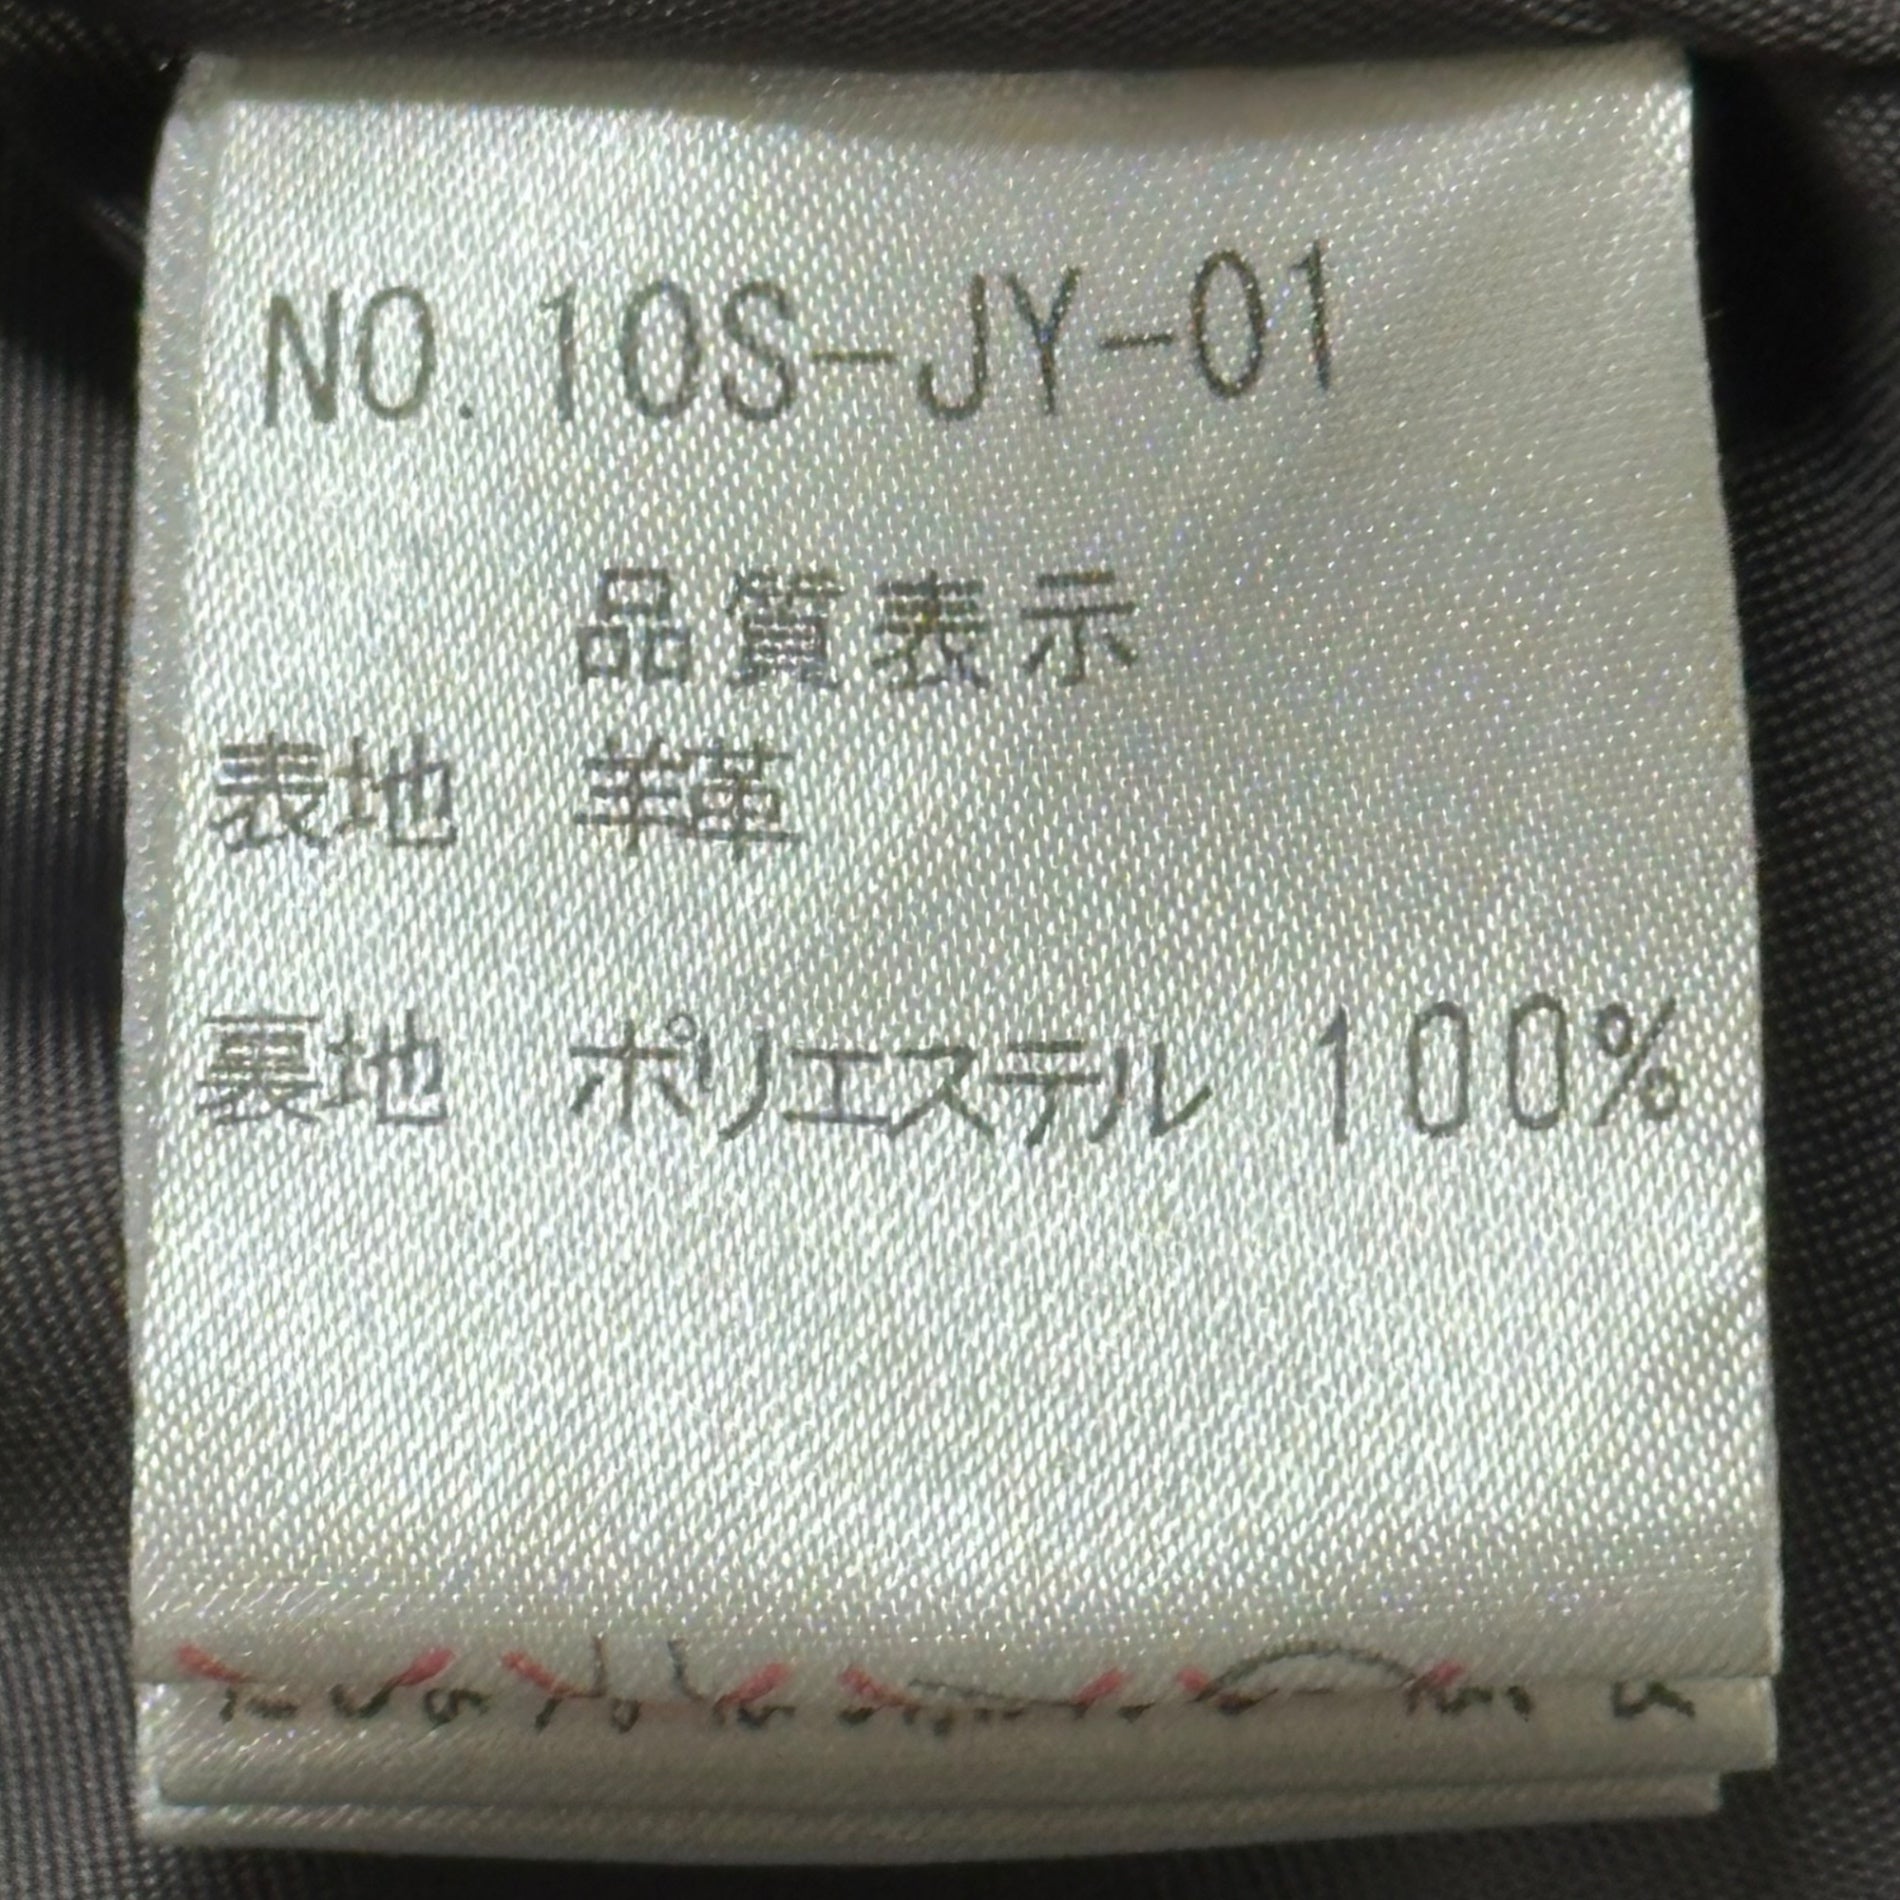 NO. 10S-JY-01
品質表示
表地 羊革
裏地 ポリエステル 100%